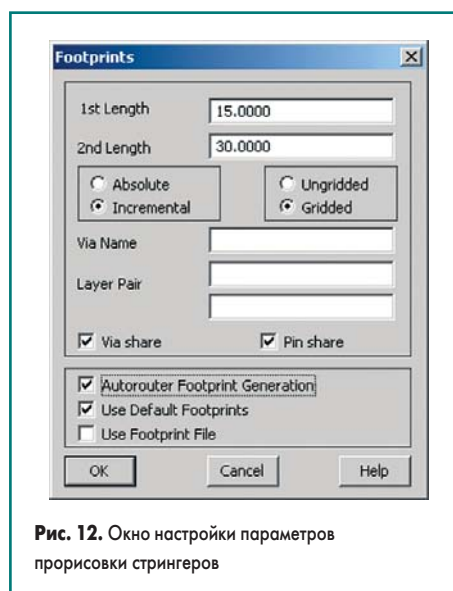 Footprints
1st Length 15.0000
2nd Length 30.0000
Absolute Ungridded
Incremental Gridded
Via Name
Layer Pair
Via share Pin share
Autorouter Footprint Generation
Use Default Footprints
Use Footprint File
OK Cancel Help
Рис. 12. Окно настройки параметров
прорисовки стрингеров